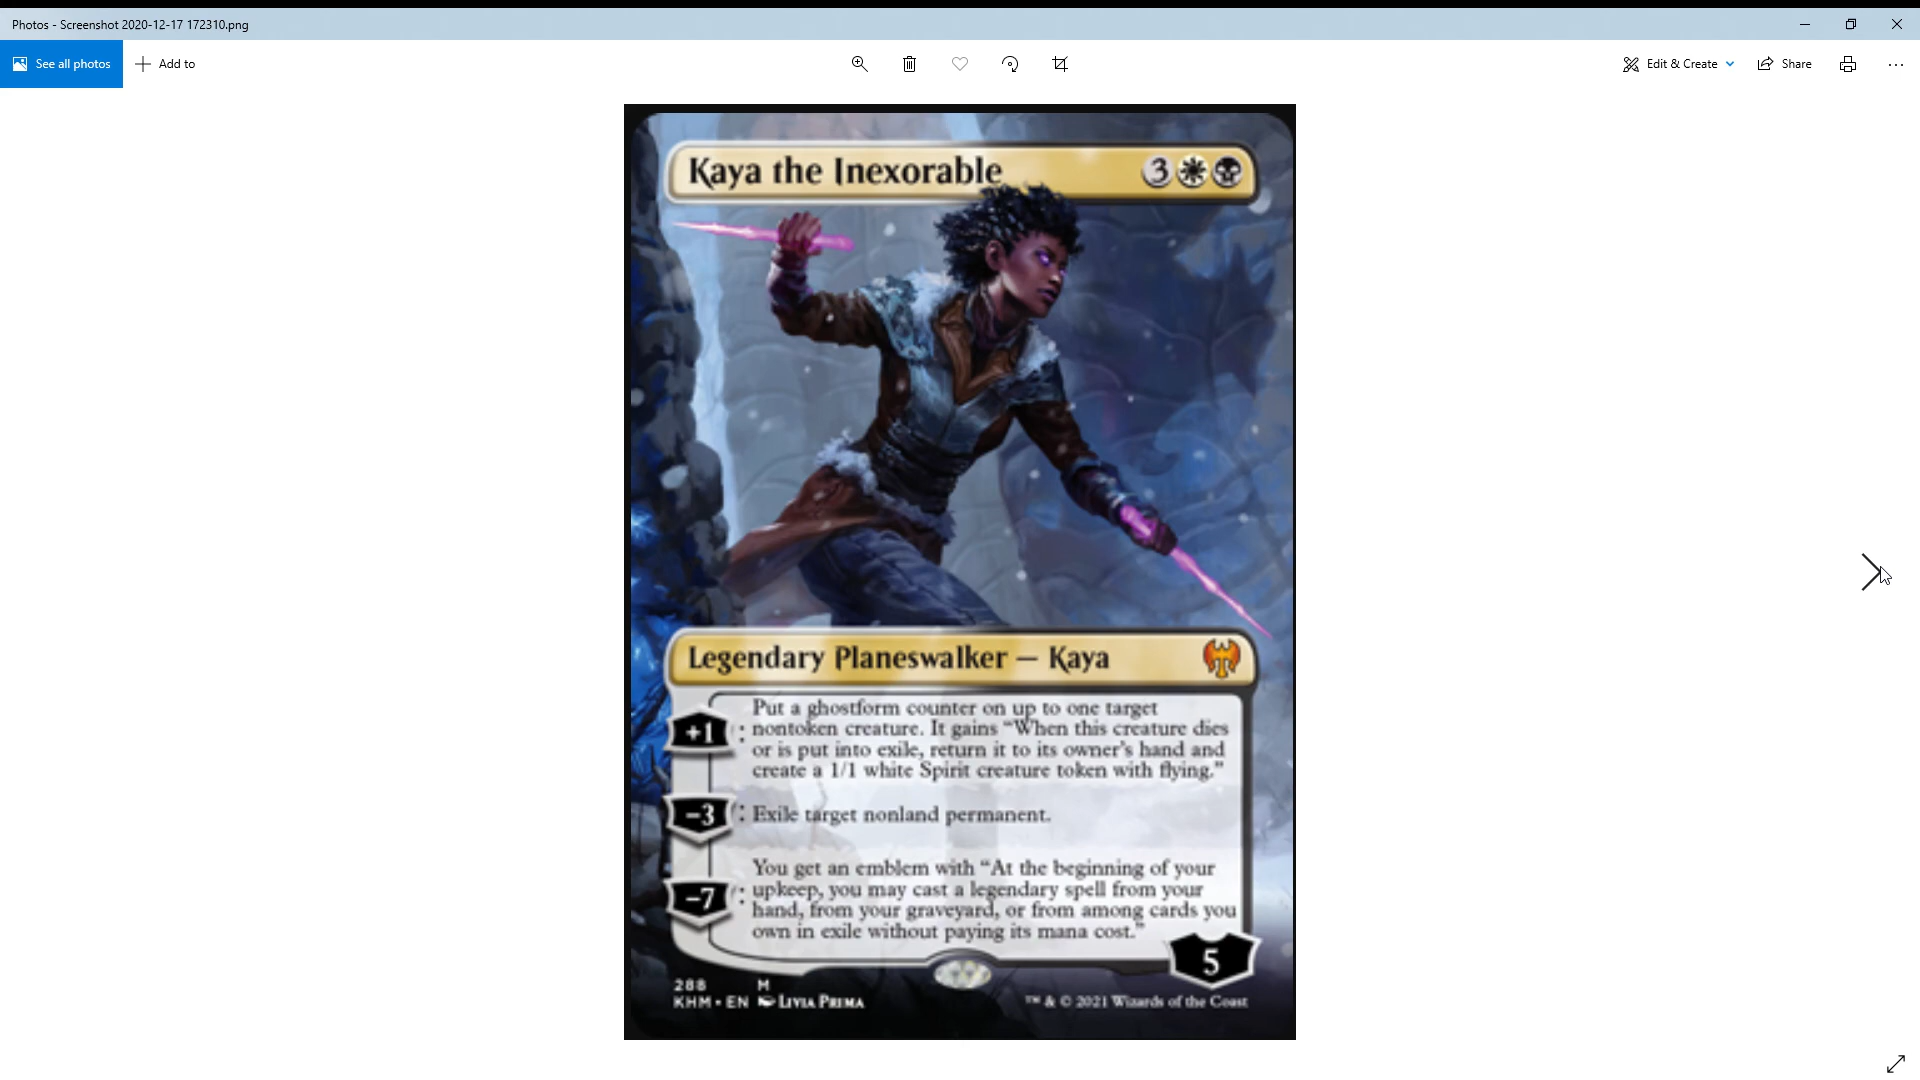 Photos - Screenshot 2020-12-17 172310.png
See all photos
Add to
Edit & Create
Share
Kaya the Inexorable
3
Legendary Planeswalker — Kaya
+1 : Put a ghostform counter on up to one target
nontoken creature. It gains “When this creature dies
or is put into exile, return it to its owner’s hand and
create a 1/1 white Spirit creature token with flying.”
−3 : Exile target nonland permanent.
−7 : You get an emblem with “At the beginning of your
upkeep, you may cast a legendary spell from your
hand, from your graveyard, or from among cards you
own in exile without paying its mana cost.”
5
288 M
KHM • EN LIVIA PRIMA
™ & © 2021 Wizards of the Coast